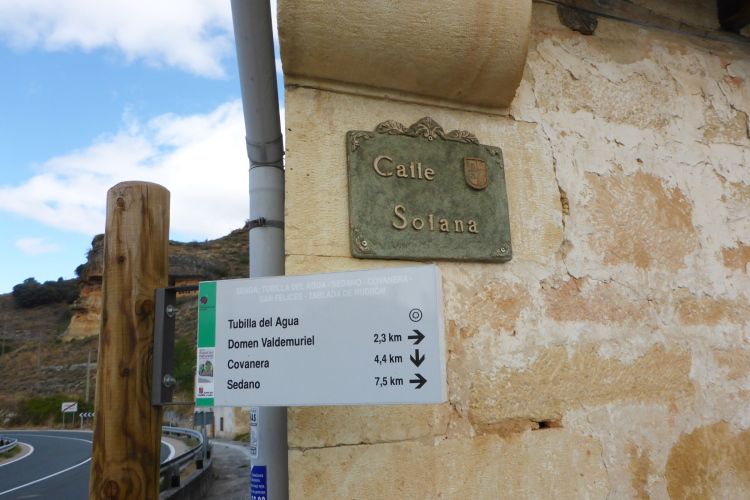 Calle
Solana
SENDA: TUBILLA DEL AGUA - SEDANO - COVANERA -
SAN FELICES - TABLADA DE RUDRÓN
Tubilla del Agua
Domen Valdemuriel 2,3 km →
Covanera 4,4 km ↓
Sedano 7,5 km →